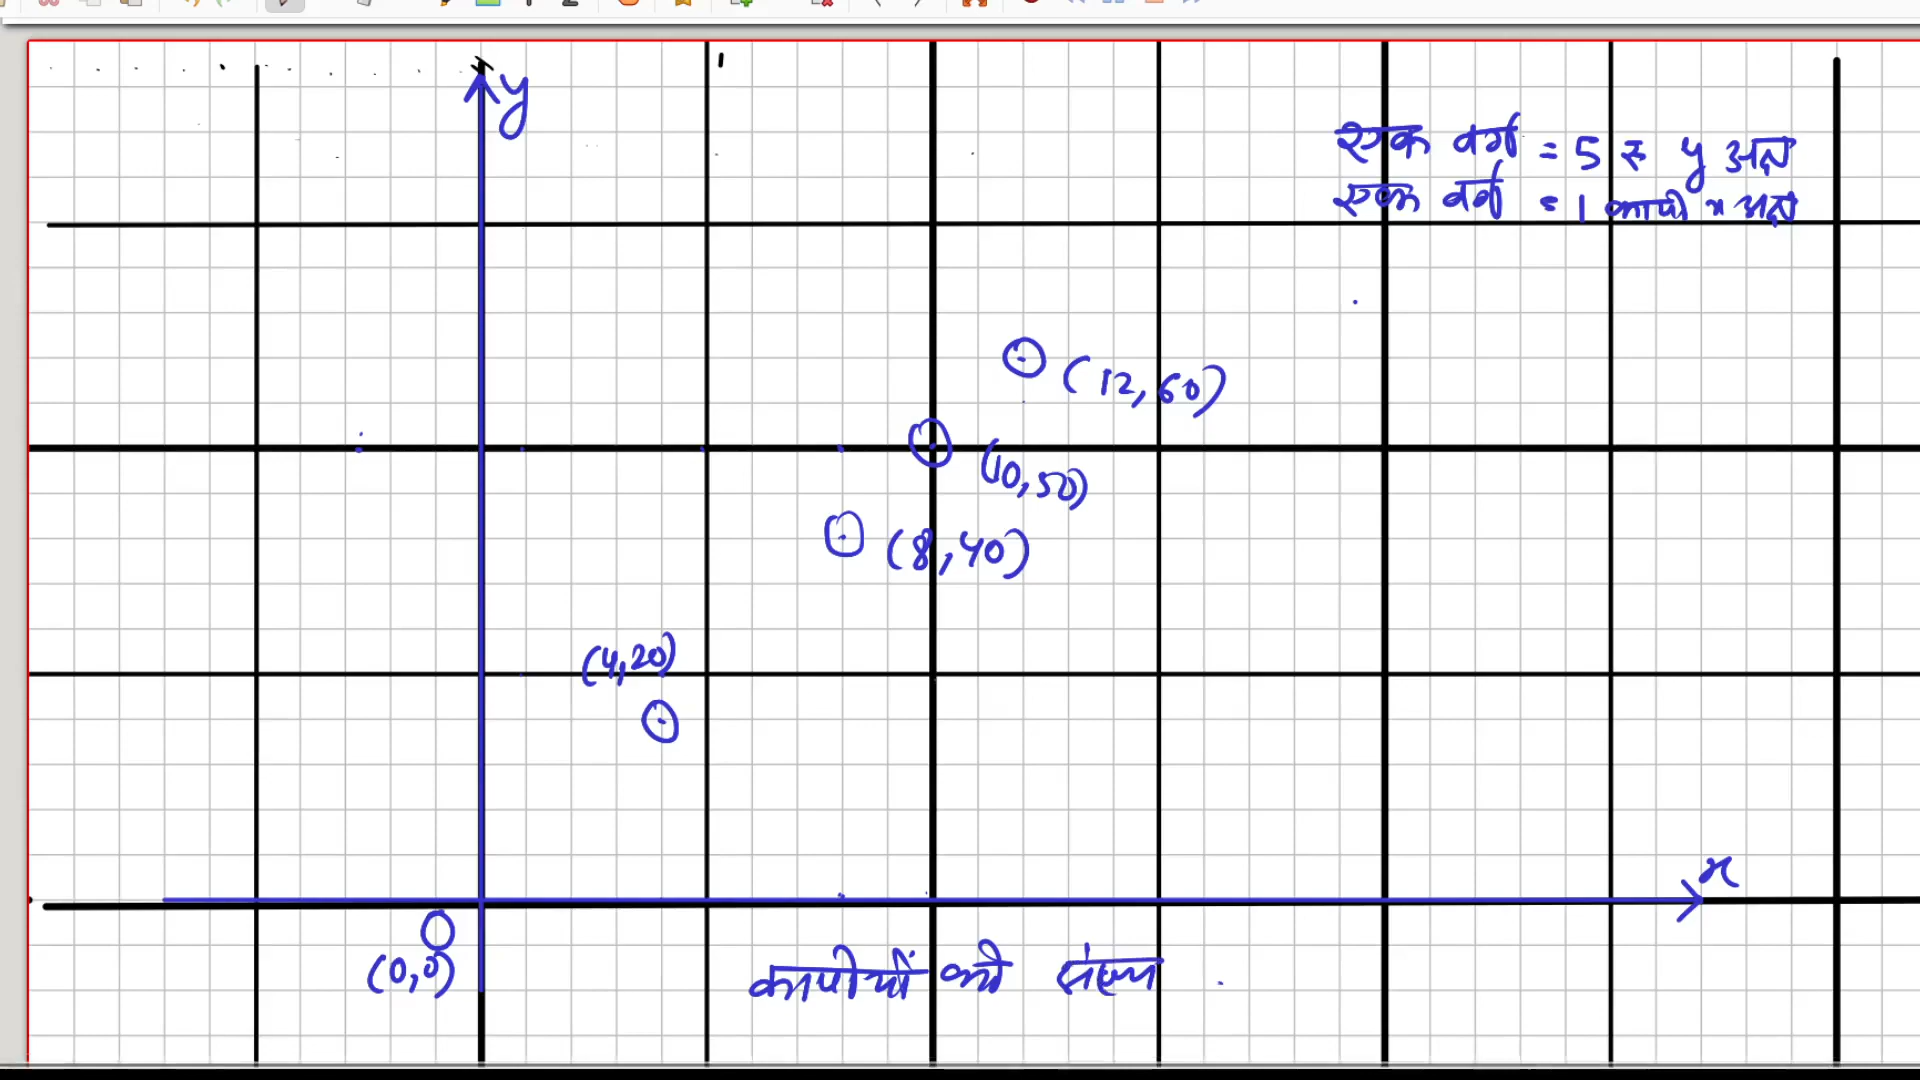 y
एक वर्ग = 5 रु y अक्ष
एक वर्ग = 1 कापी x अक्ष
(12,60)
(10,50)
(8,40)
(4,20)
x
O
(0,0)
कापीयों की संख्या